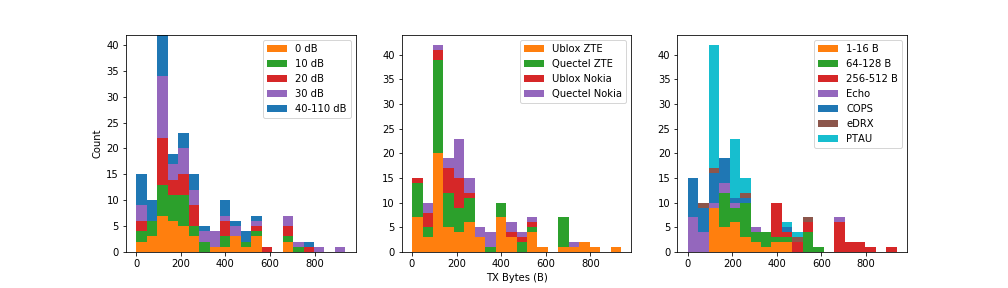 40
35
30
25
20
15
10
5
0
Count
0 200 400 600 800
0 dB
10 dB
20 dB
30 dB
40-110 dB
40
35
30
25
20
15
10
5
0
0 200 400 600 800
TX Bytes (B)
Ublox ZTE
Quectel ZTE
Ublox Nokia
Quectel Nokia
40
35
30
25
20
15
10
5
0
0 200 400 600 800
1-16 B
64-128 B
256-512 B
Echo
COPS
eDRX
PTAU